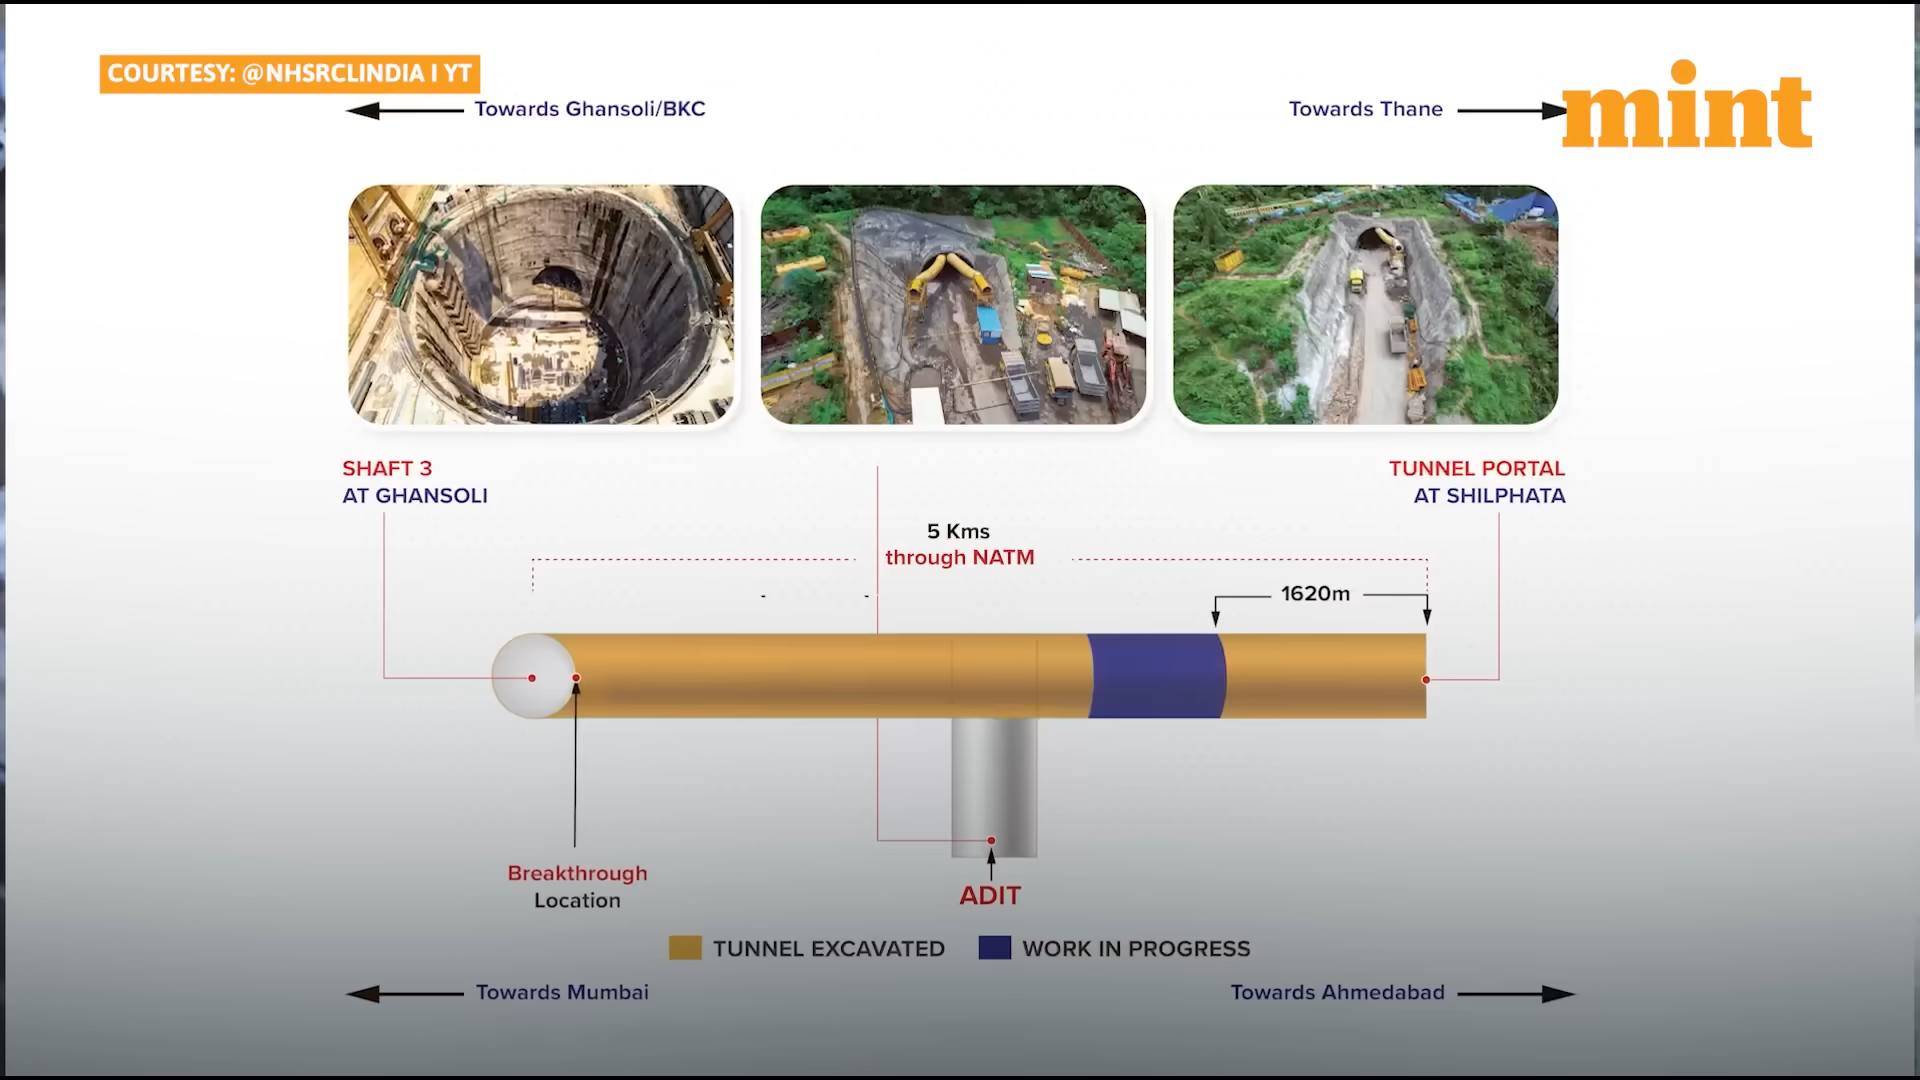 COURTESY: @NHSRCLINDIA I YT
mint
Towards Ghansoli/BKC
Towards Thane
SHAFT 3
AT GHANSOLI
TUNNEL PORTAL
AT SHILPHATA
5 Kms
through NATM
1620m
Breakthrough
Location
ADIT
TUNNEL EXCAVATED
WORK IN PROGRESS
Towards Mumbai
Towards Ahmedabad